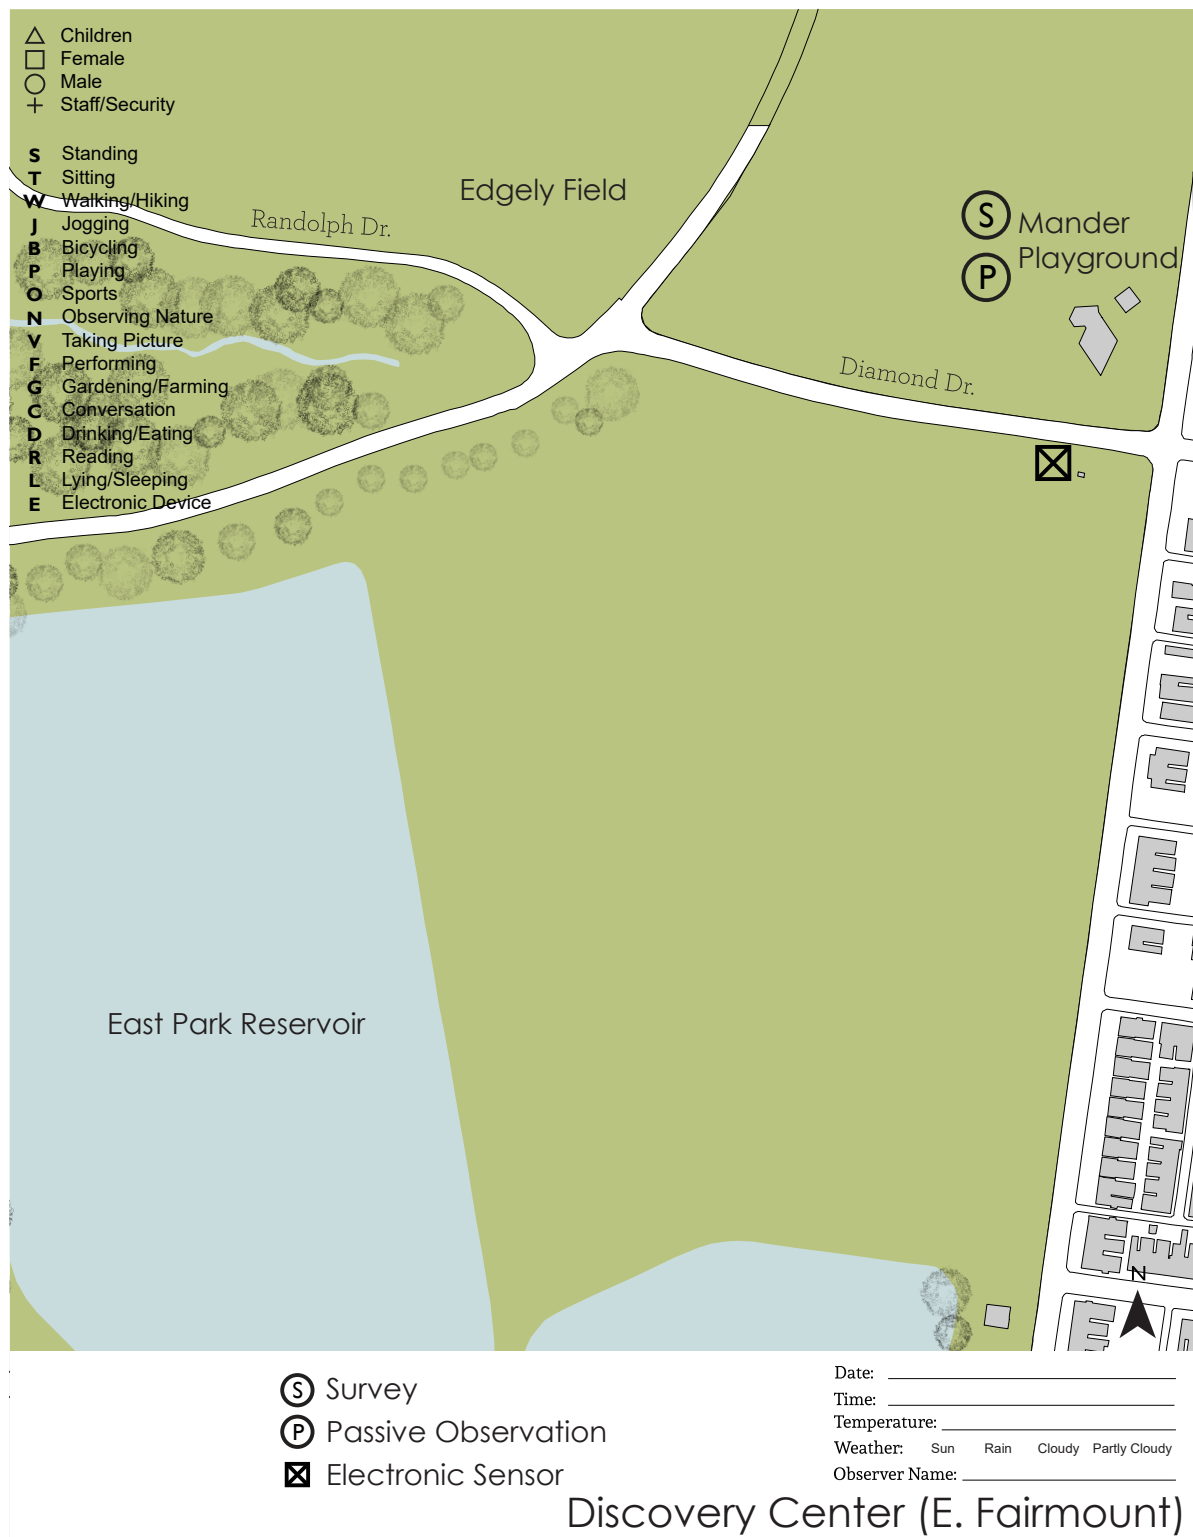 Children
Female
Male
Staff/Security
S Standing
T Sitting
W Walking/Hiking
J Jogging
B Bicycling
P Playing
O Sports
N Observing Nature
V Taking Picture
F Performing
G Gardening/Farming
C Conversation
D Drinking/Eating
R Reading
L Lying/Sleeping
E Electronic Device
Edgely Field
Randolph Dr.
S Mander
P Playground
Diamond Dr.
East Park Reservoir
N
S Survey
P Passive Observation
Electronic Sensor
Date:
Time:
Temperature:
Weather: Sun Rain Cloudy Partly Cloudy
Observer Name:
Discovery Center (E. Fairmount)